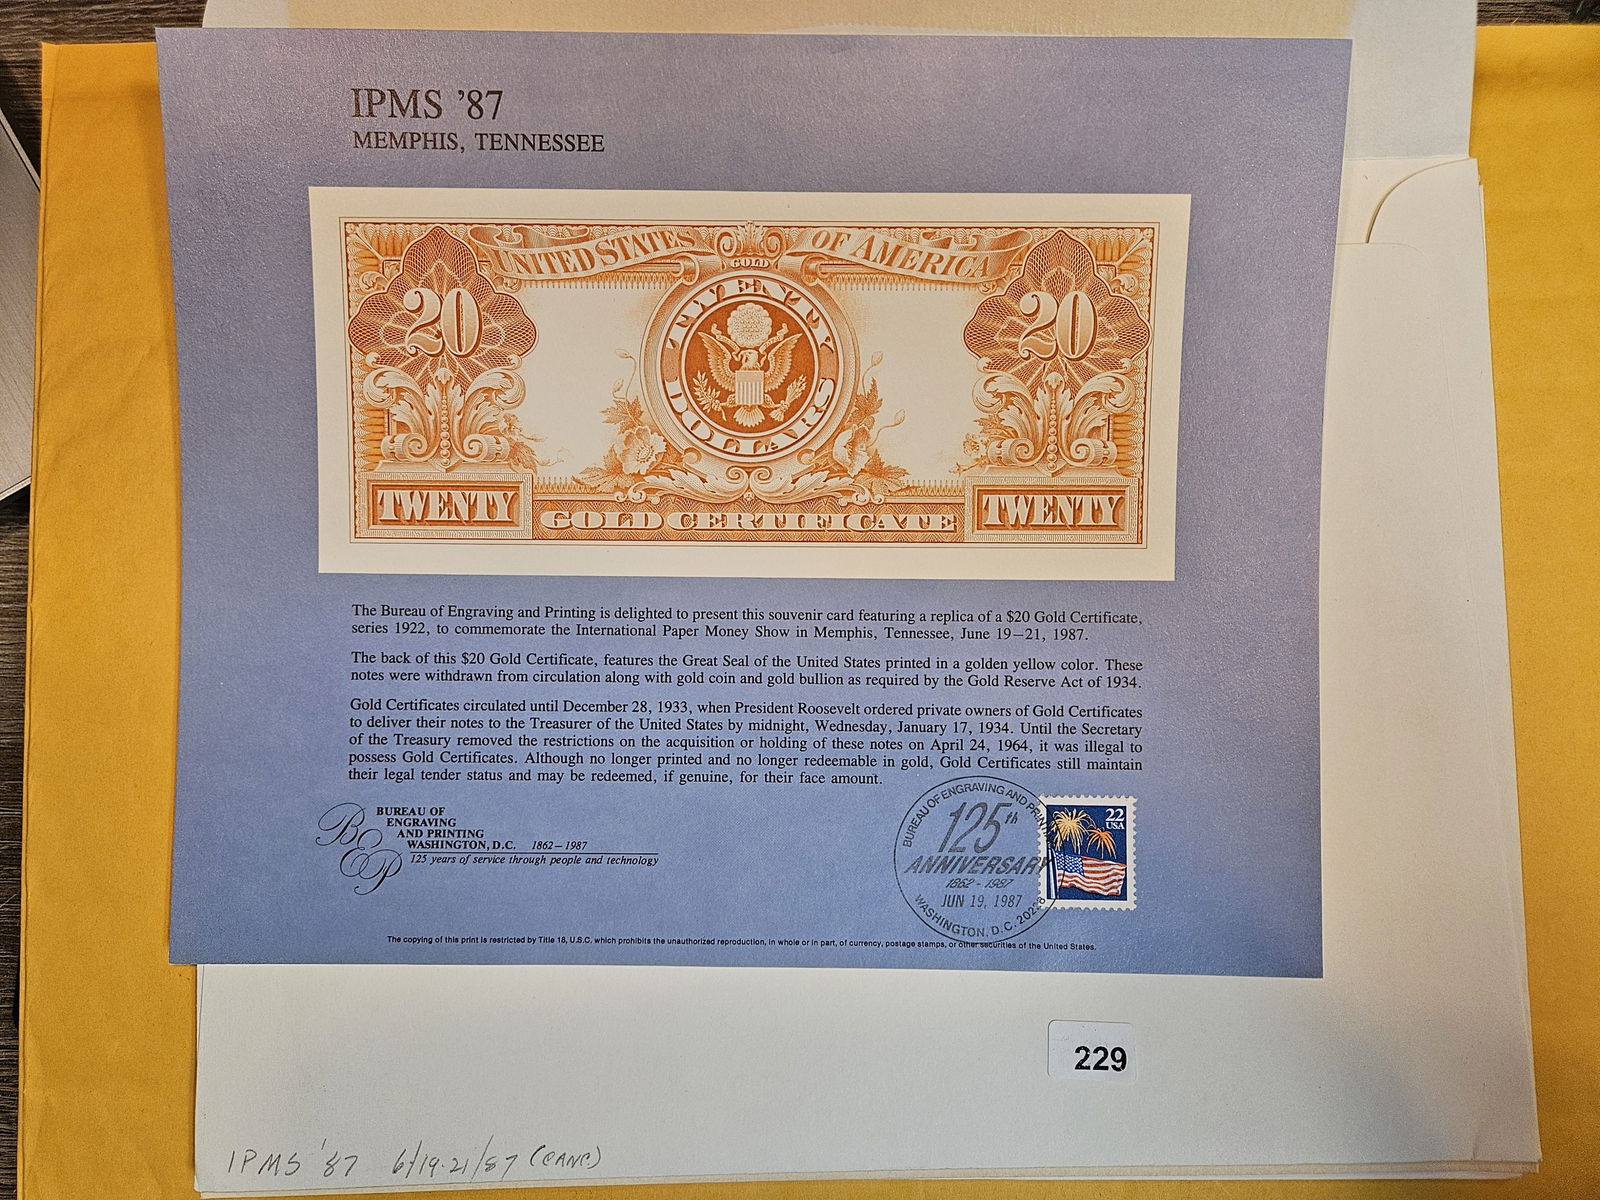 IPMS '87
MEMPHIS, TENNESSEE
UNITED STATES OF AMERICA
GOLD
20
20
TWENTY
DOLLARS
TWENTY
GOLD CERTIFICATE
TWENTY
The Bureau of Engraving and Printing is delighted to present this souvenir card featuring a replica of a $20 Gold Certificate,
series 1922, to commemorate the International Paper Money Show in Memphis, Tennessee, June 19—21, 1987.
The back of this $20 Gold Certificate, features the Great Seal of the United States printed in a golden yellow color. These
notes were withdrawn from circulation along with gold coin and gold bullion as required by the Gold Reserve Act of 1934.
Gold Certificates circulated until December 28, 1933, when President Roosevelt ordered private owners of Gold Certificates
to deliver their notes to the Treasurer of the United States by midnight, Wednesday, January 17, 1934. Until the Secretary
of the Treasury removed the restrictions on the acquisition or holding of these notes on April 24, 1964, it was illegal to
possess Gold Certificates. Although no longer printed and no longer redeemable in gold, Gold Certificates still maintain
their legal tender status and may be redeemed, if genuine, for their face amount.
BEP
BUREAU OF
ENGRAVING
AND PRINTING
WASHINGTON, D.C. 1862—1987
125 years of service through people and technology
BUREAU OF ENGRAVING AND PRINTING
125th
ANNIVERSARY
1862 - 1987
JUN 19, 1987
WASHINGTON, D.C. 20228
22
USA
The copying of this print is restricted by Title 18, U.S.C. which prohibits the unauthorized reproduction, in whole or in part, of currency, postage stamps, or other securities of the United States.
229
IPMS '87 6/19-21/87 (CANC)